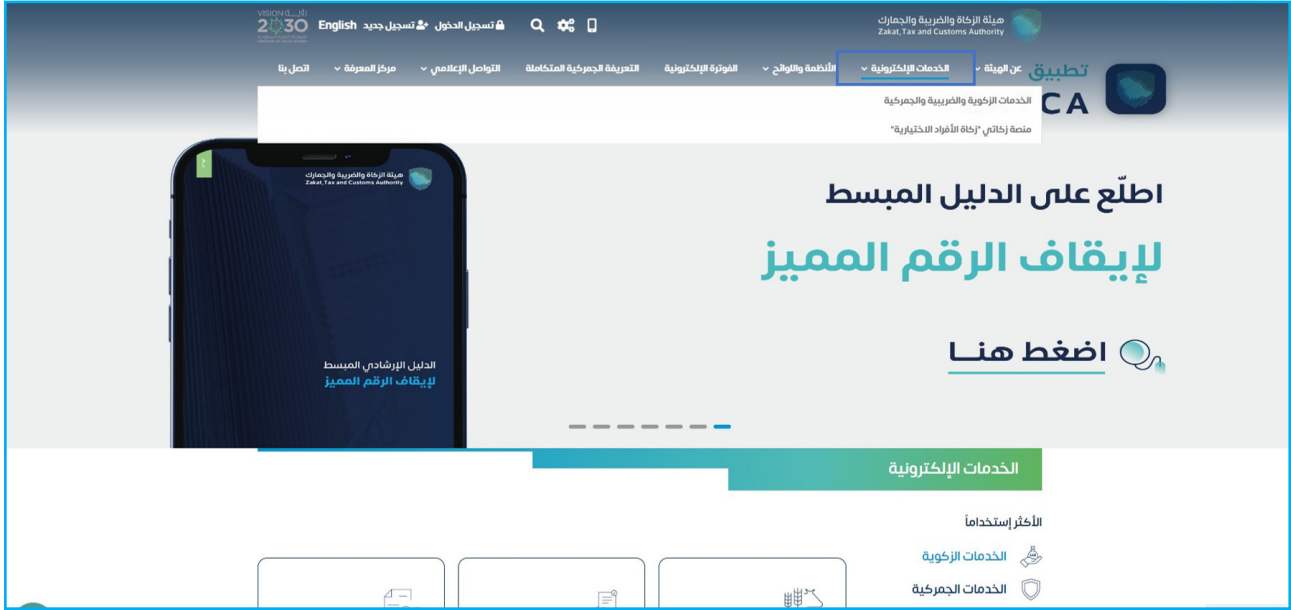 هيئة الزكاة والضريبة والجمارك
Zakat, Tax and Customs Authority
تسجيل الدخول
تسجيل جديد
English
VISION رؤيــــة
2030
عن الهيئة
الخدمات الإلكترونية
الأنظمة واللوائح
الفوترة الإلكترونية
التعريفة الجمركية المتكاملة
التواصل الإعلامي
مركز المعرفة
اتصل بنا
الخدمات الزكوية والضريبية والجمركية
منصة زكاتي "زكاة الأفراد الاختيارية"
تطبيق
CA
اطلّع على الدليل المبسط
لإيقاف الرقم المميز
اضغط هنــا
هيئة الزكاة والضريبة والجمارك
Zakat, Tax and Customs Authority
الدليل الإرشادي المبسط
لإيقاف الرقم المميز
الخدمات الإلكترونية
الأكثر إستخداماً
الخدمات الزكوية
الخدمات الجمركية